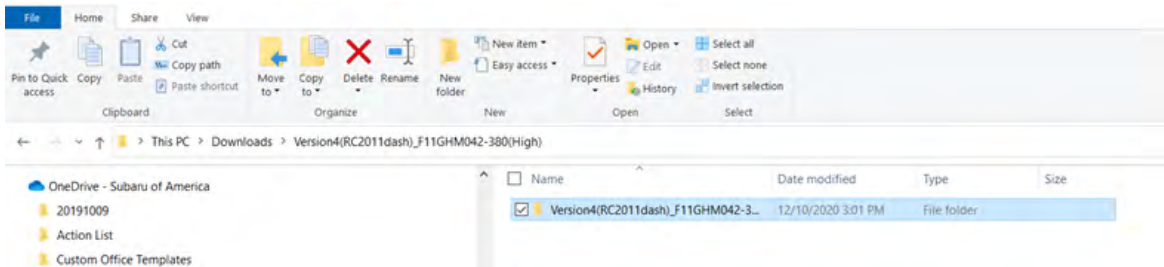 File Home Share View
Pin to Quick access
Copy
Paste
Cut
Copy path
Paste shortcut
Move to
Copy to
Delete
Rename
New folder
New item
Easy access
Properties
Open
Edit
History
Select all
Select none
Invert selection
Clipboard Organize New Open Select
This PC > Downloads > Version4(RC2011dash)_F11GHM042-380(High)
OneDrive - Subaru of America
20191009
Action List
Custom Office Templates
Name Date modified Type Size
Version4(RC2011dash)_F11GHM042-3... 12/10/2020 3:01 PM File folder